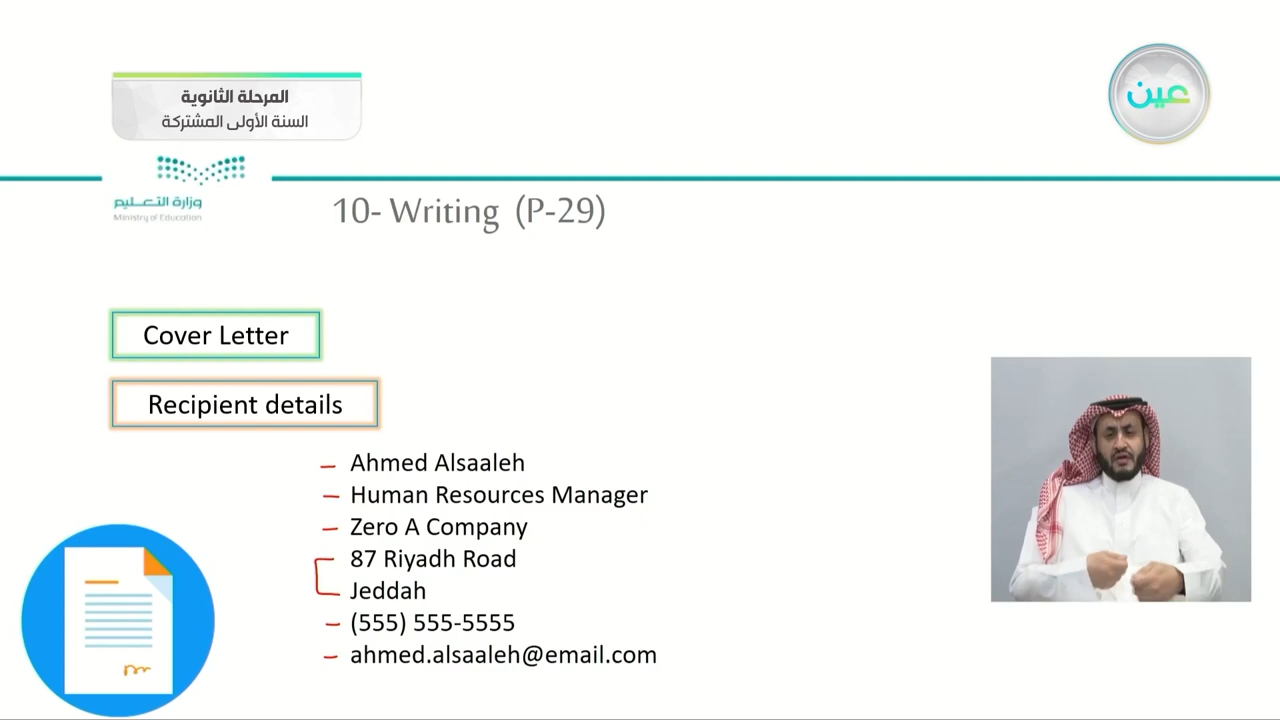 المرحلة الثانوية
السنة الأولى المشتركة
عين
وزارة التعليم
Ministry of Education
10- Writing (P-29)
Cover Letter
Recipient details
Ahmed Alsaaleh
Human Resources Manager
Zero A Company
87 Riyadh Road
Jeddah
(555) 555-5555
ahmed.alsaaleh@email.com